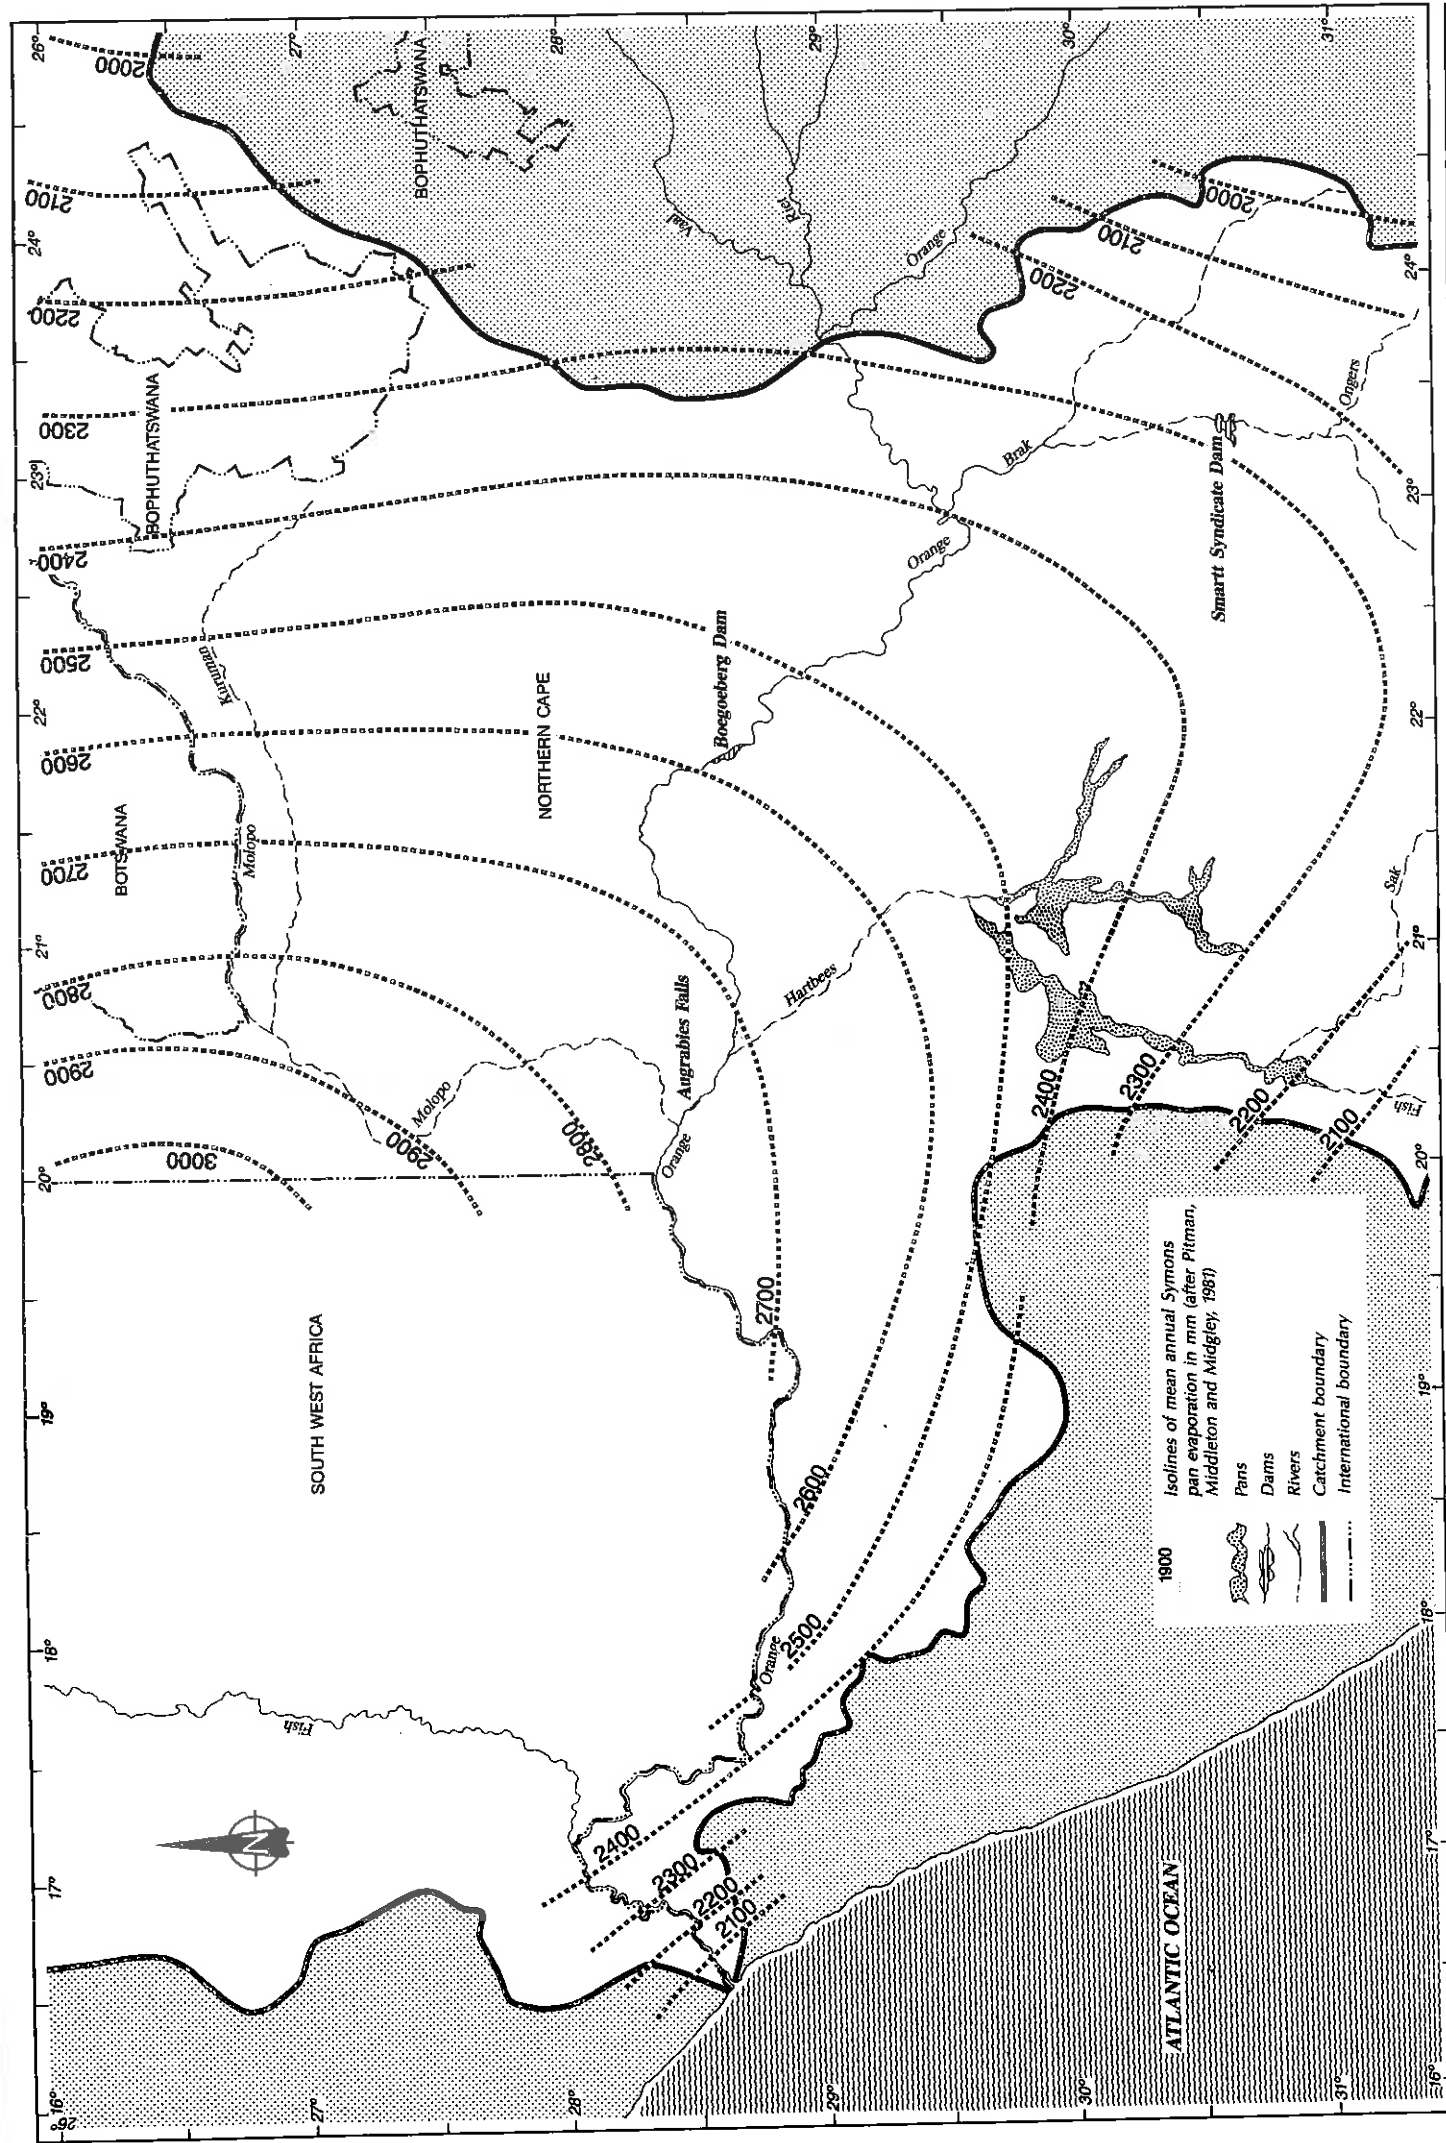 16°
17°
18°
19°
20°
21°
22°
23°
24°
26°
26°
27°
28°
29°
30°
31°
27°
28°
29°
30°
31°
16°
17°
18°
19°
20°
21°
22°
23°
24°
N
SOUTH WEST AFRICA
BOTSWANA
BOPHUTHATSWANA
BOPHUTHATSWANA
NORTHERN CAPE
ATLANTIC OCEAN
Fish
Orange
Orange
Orange
Orange
Molopo
Molopo
Kuruman
Hartbees
Vaal
Riet
Brak
Ongers
Sak
Fish
Augrabies Falls
Boegoeberg Dam
Smartt Syndicate Dam
3000
2900
2800
2700
2600
2500
2400
2300
2200
2100
2000
2900
2800
2700
2600
2500
2400
2300
2200
2100
2400
2300
2200
2100
2200
2100
2000
1900
Isolines of mean annual Symons
pan evaporation in mm (after Pitman,
Middleton and Midgley, 1981)
Pans
Dams
Rivers
Catchment boundary
International boundary